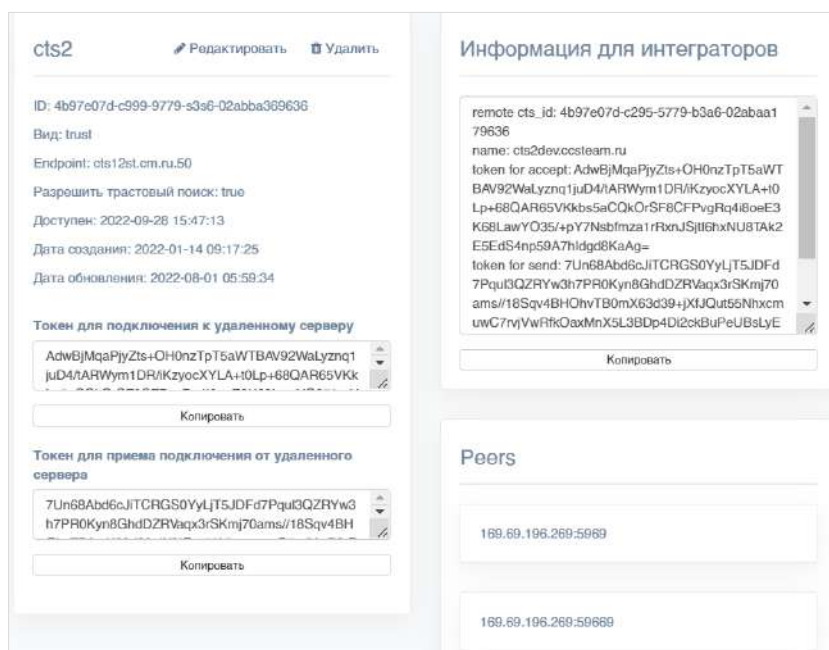 cts2
Редактировать
Удалить
ID: 4b97e07d-c999-9779-s3s6-02abba369636
Вид: trust
Endpoint: cts12st.cm.ru.50
Разрешить трастовый поиск: true
Доступен: 2022-09-28 15:47:13
Дата создания: 2022-01-14 09:17:25
Дата обновления: 2022-08-01 05:59:34
Токен для подключения к удаленному серверу
AdwBjMqaPjyZts+OH0nzTpT5aWTBAV92WaLyznq1
juD4/tARWym1DR/iKzyocXYLA+t0Lp+68QAR65VKk
Копировать
Токен для приема подключения от удаленного
сервера
7Un68Abd6cJiTCRGS0YyLjT5JDFd7Pqul3QZRYw3
h7PR0Kyn8GhdDZRVaqx3rSKmj70ams//18Sqv4BH
Копировать
Информация для интеграторов
remote cts_id: 4b97e07d-c295-5779-b3a6-02abaa1
79636
name: cts2dev.ccsteam.ru
token for accept: AdwBjMqaPjyZts+OH0nzTpT5aWT
BAV92WaLyznq1juD4/tARWym1DR/iKzyocXYLA+t0
Lp+68QAR65VKkbs5aCQkOrSF8CFPvgRq4i8oeE3
K68LawYO35/+pY7Nsbfmza1rRxnJSjtI6hxNU8TAk2
E5EdS4np59A7hldgd8KaAg=
token for send: 7Un68Abd6cJiTCRGS0YyLjT5JDFd
7Pqul3QZRYw3h7PR0Kyn8GhdDZRVaqx3rSKmj70
ams//18Sqv4BHOhvTB0mX63d39+jXfJQut55Nhxcm
uwC7rvjVwRfkOaxMnX5L3BDp4Di2ckBuPeUBsLyE
Копировать
Peers
169.69.196.269:5969
169.69.196.269:59669